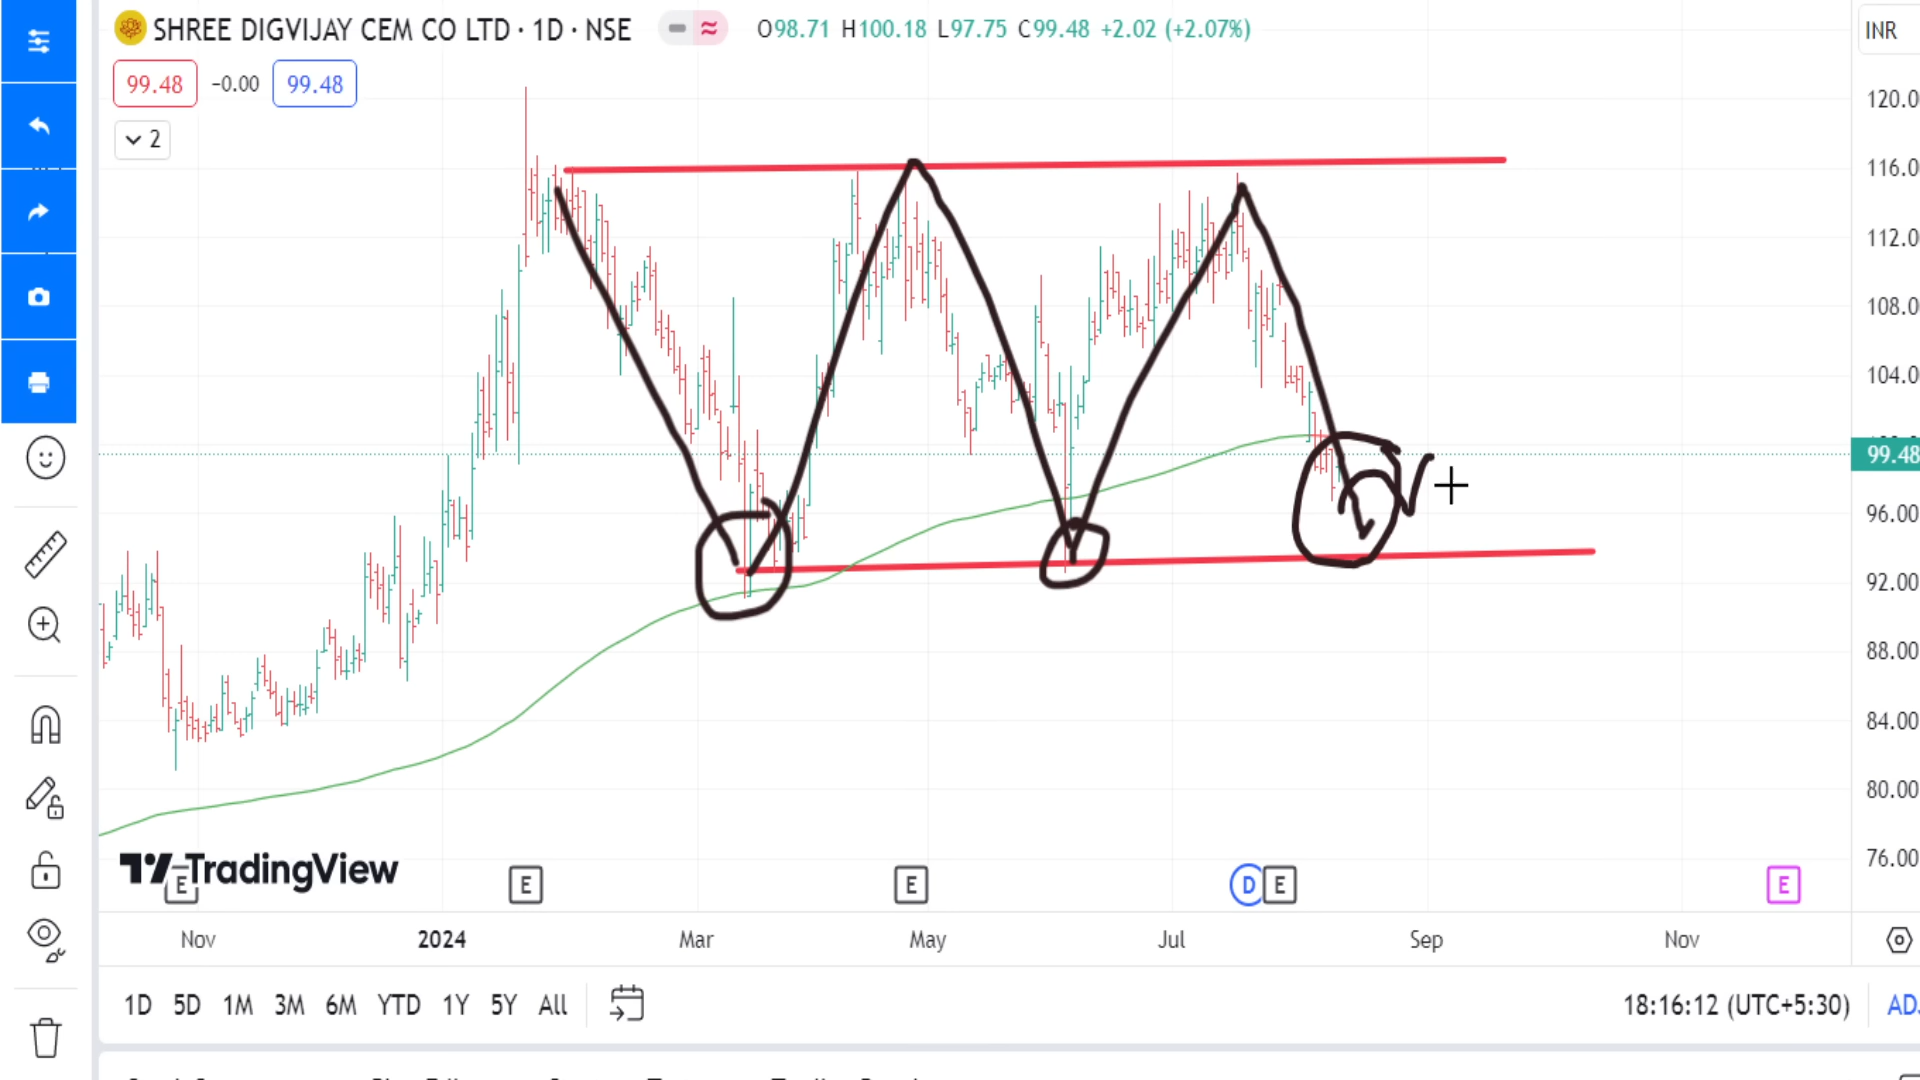 SHREE DIGVIJAY CEM CO LTD · 1D · NSE
O98.71 H100.18 L97.75 C99.48 +2.02 (+2.07%)
INR
99.48 −0.00 99.48
2
120.0
116.0
112.0
108.0
104.0
99.48
96.00
92.00
88.00
84.00
80.00
76.00
TradingView
E E E D E E
Nov 2024 Mar May Jul Sep Nov
1D 5D 1M 3M 6M YTD 1Y 5Y All
18:16:12 (UTC+5:30)